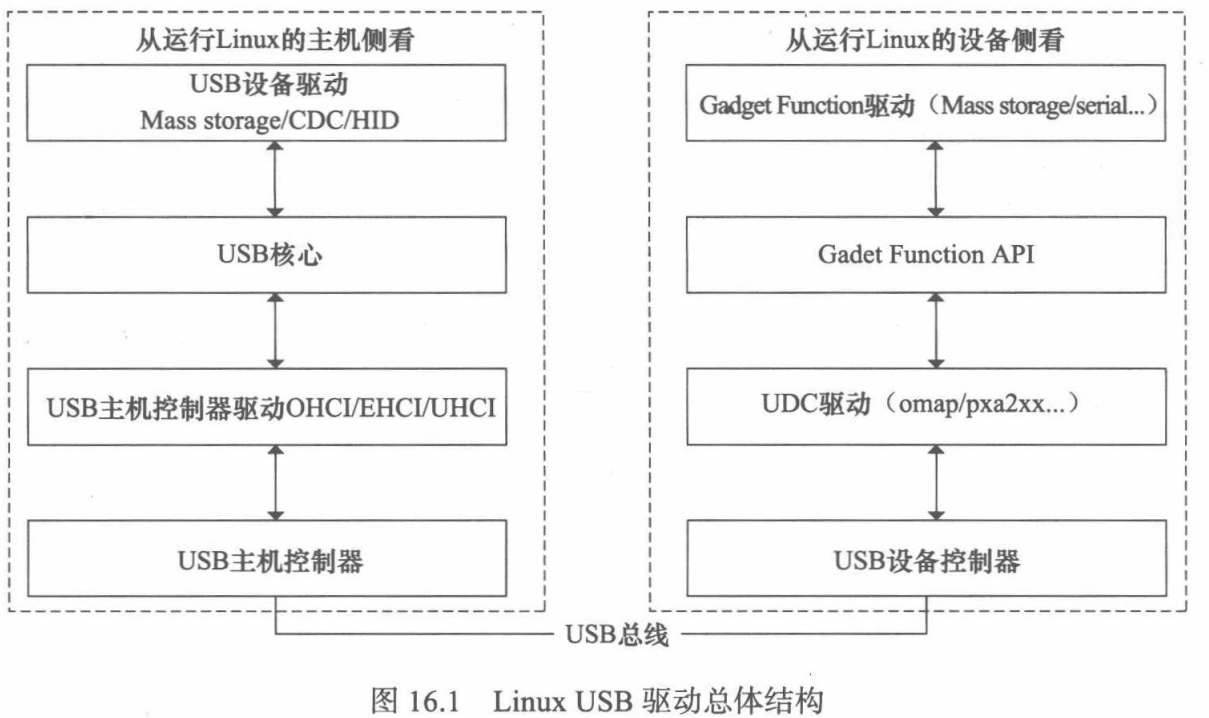 从运行Linux的主机侧看
USB设备驱动
Mass storage/CDC/HID
USB核心
USB主机控制器驱动OHCI/EHCI/UHCI
USB主机控制器
从运行Linux的设备侧看
Gadget Function驱动（Mass storage/serial...）
Gadet Function API
UDC驱动（omap/pxa2xx...）
USB设备控制器
USB总线
图 16.1 Linux USB 驱动总体结构